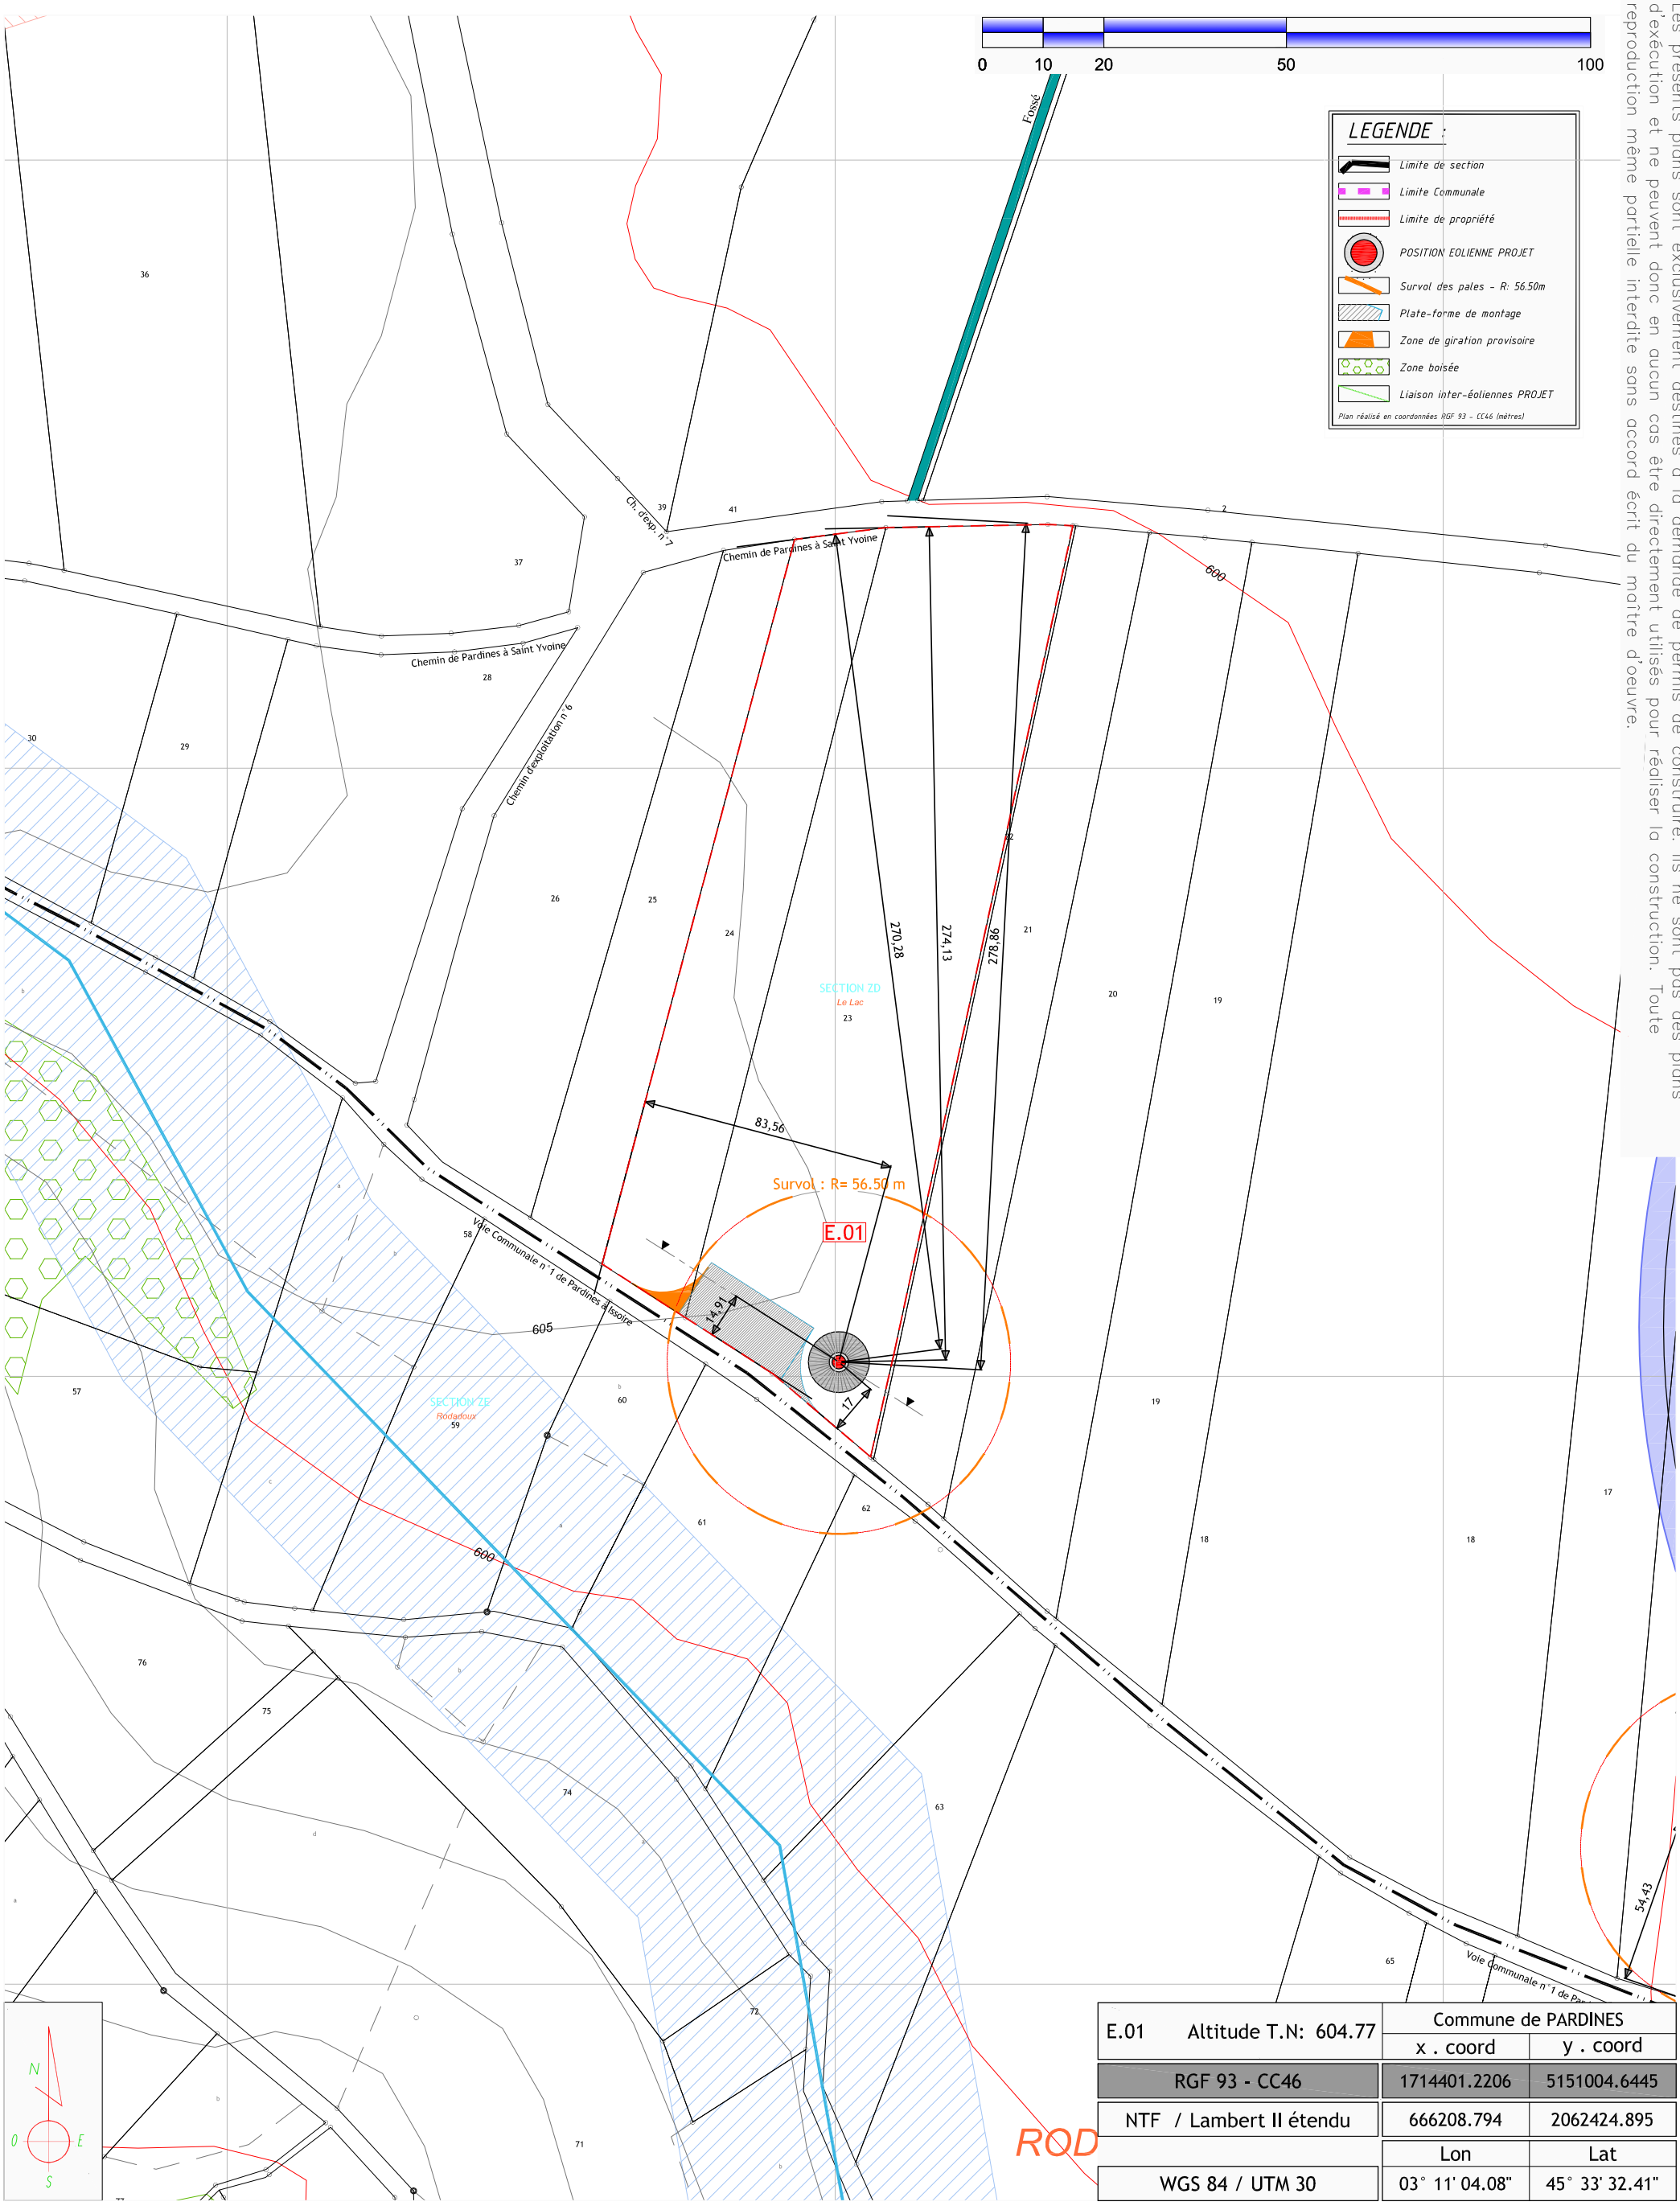 0 10 20 50 100
Les présents plans sont exclusivement destinés à la demande de permis de construire. Ils ne sont pas des plans
d'exécution et ne peuvent donc en aucun cas être directement utilisés pour réaliser la construction. Toute
reproduction même partielle interdite sans accord écrit du maître d'oeuvre.
Fossé
LEGENDE :
Limite de section
Limite Communale
Limite de propriété
POSITION EOLIENNE PROJET
Survol des pales - R: 56.50m
Plate-forme de montage
Zone de giration provisoire
Zone boisée
Liaison inter-éoliennes PROJET
Plan réalisé en coordonnées RGF 93 - CC46 (mètres)
36
39
41
2
Ch. d'exp. n°7
Chemin de Pardines à Saint Yvoine
37
600
Chemin de Pardines à Saint Yvoine
28
29
30
Chemin d'exploitation n°6
22
26
25
24
21
270,28
274,13
278,86
SECTION ZD
Le Lac
23
20
19
83,56
Survol : R= 56.50 m
E.01
58
Voie Communale n°1 de Pardines à Issoire
14,91
605
17
57
SECTION ZE
Rodadoux
59
60
19
62
61
17
18
18
600
76
75
74
63
54,43
65
Voie Communale n°1 de Par
72
71
77
N
O
E
S
ROD
E.01 Altitude T.N: 604.77
Commune de PARDINES
x . coord y . coord
RGF 93 - CC46 1714401.2206 5151004.6445
NTF / Lambert II étendu 666208.794 2062424.895
Lon Lat
WGS 84 / UTM 30 03° 11' 04.08" 45° 33' 32.41"